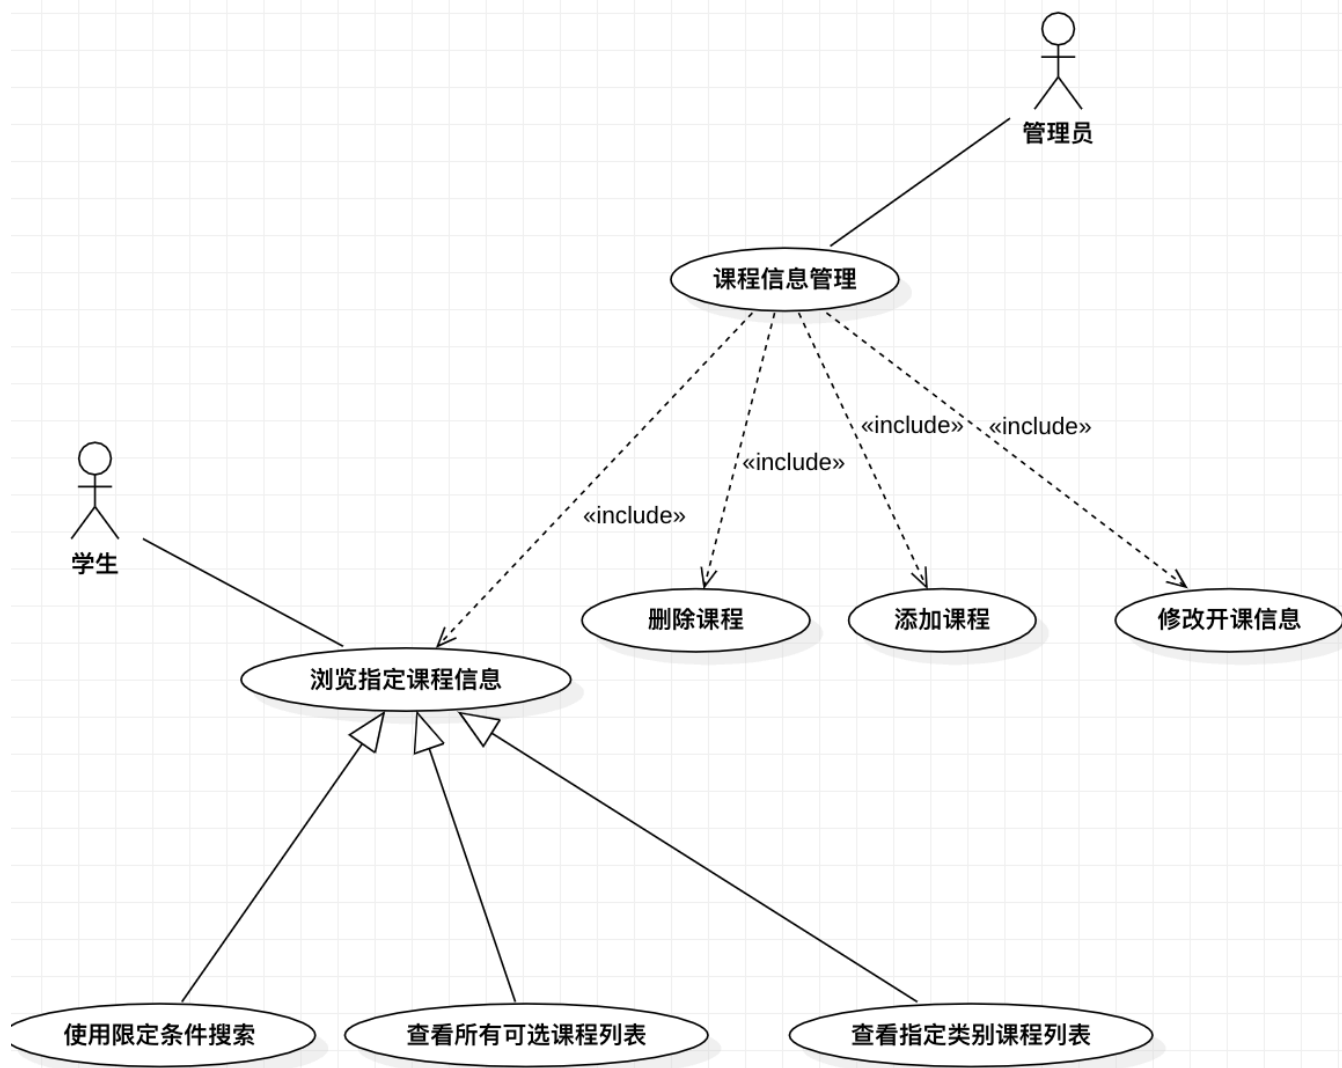 管理员
课程信息管理
«include»
«include»
«include»
«include»
学生
删除课程
添加课程
修改开课信息
浏览指定课程信息
使用限定条件搜索
查看所有可选课程列表
查看指定类别课程列表